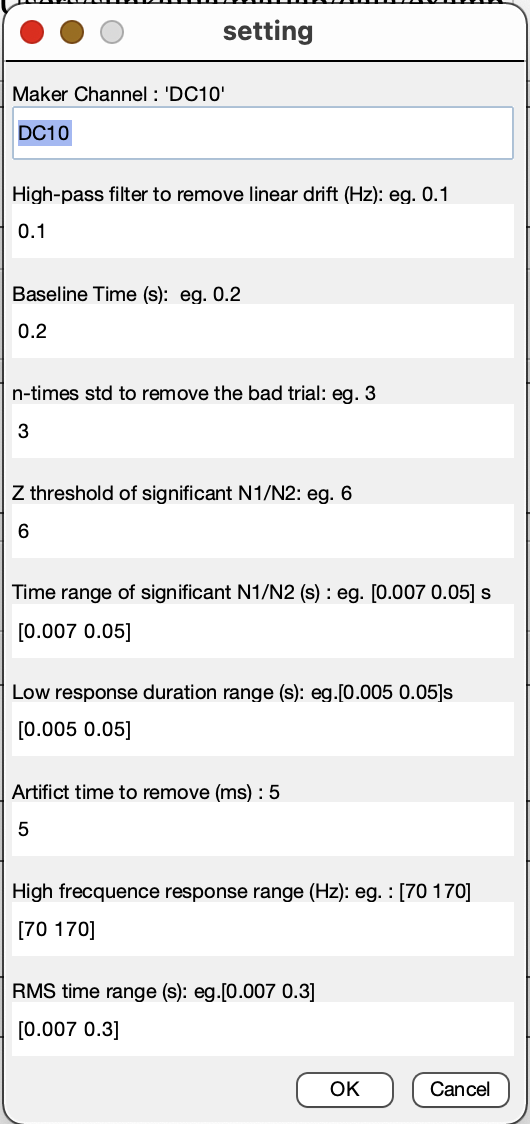 setting
Maker Channel : 'DC10'
DC10
High-pass filter to remove linear drift (Hz): eg. 0.1
0.1
Baseline Time (s):  eg. 0.2
0.2
n-times std to remove the bad trial: eg. 3
3
Z threshold of significant N1/N2: eg. 6
6
Time range of significant N1/N2 (s) : eg. [0.007 0.05] s
[0.007 0.05]
Low response duration range (s): eg.[0.005 0.05]s
[0.005 0.05]
Artifict time to remove (ms) : 5
5
High frecquence response range (Hz): eg. : [70 170]
[70 170]
RMS time range (s): eg.[0.007 0.3]
[0.007 0.3]
OK Cancel